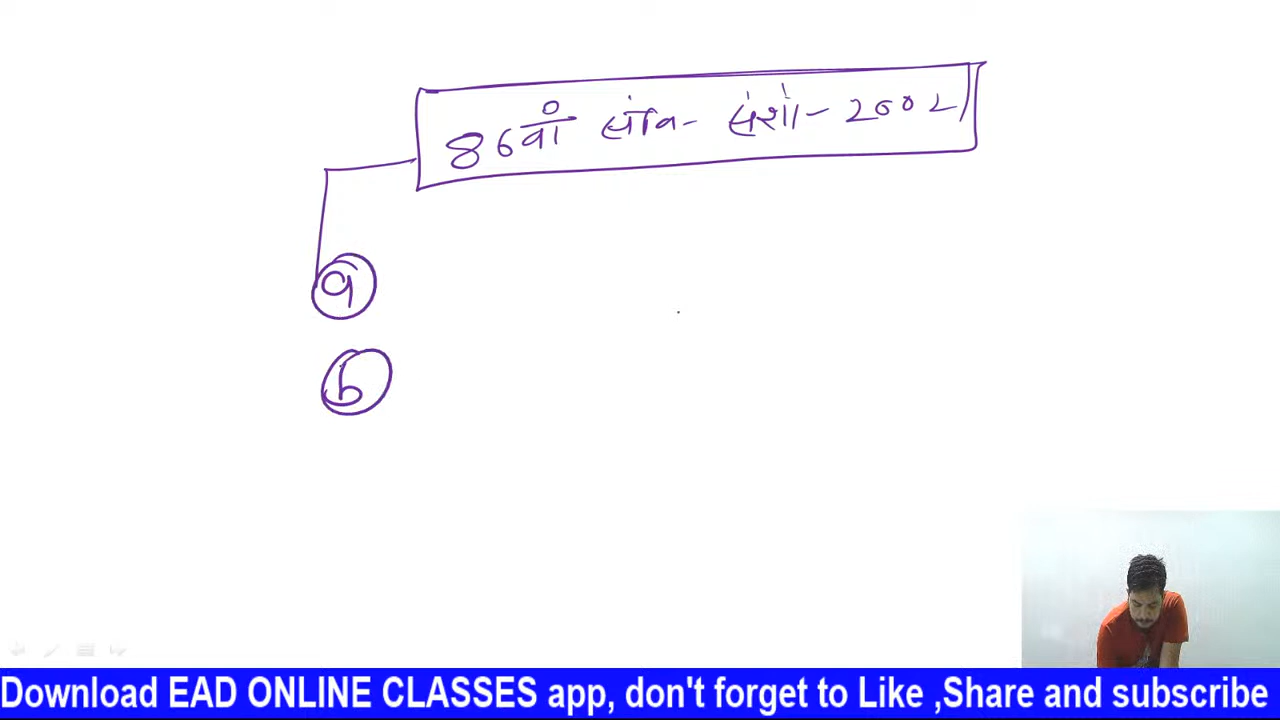 86वां संवि- संशो- 2002
a
b
Download EAD ONLINE CLASSES app, don't forget to Like ,Share and subscribe